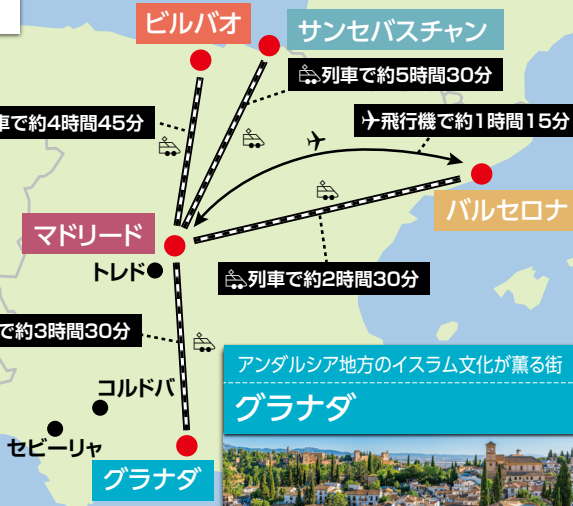 ビルバオ
サンセバスチャン
列車で約5時間30分
車で約4時間45分
飛行機で約1時間15分
バルセロナ
マドリード
トレド
列車で約2時間30分
で約3時間30分
アンダルシア地方のイスラム文化が薫る街
グラナダ
コルドバ
セビーリャ
グラナダ